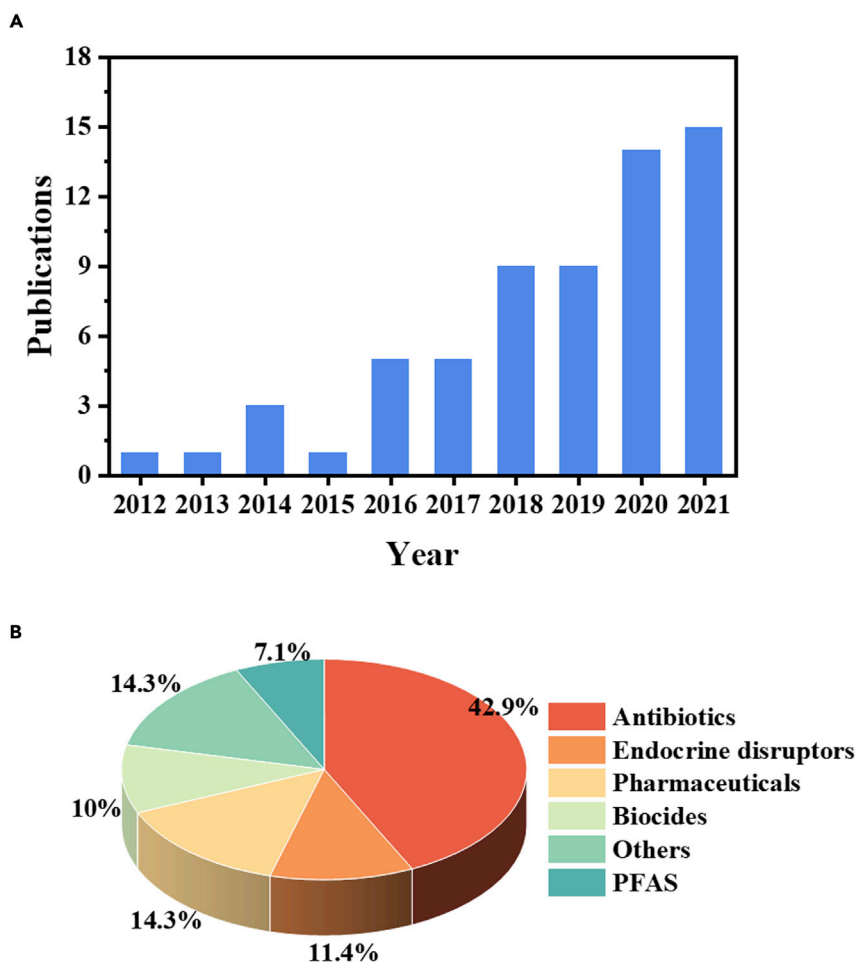 A
18
15
12
9
6
3
0
Publications
2012 2013 2014 2015 2016 2017 2018 2019 2020 2021
Year
B
7.1%
14.3%
42.9%
10%
14.3%
11.4%
Antibiotics
Endocrine disruptors
Pharmaceuticals
Biocides
Others
PFAS